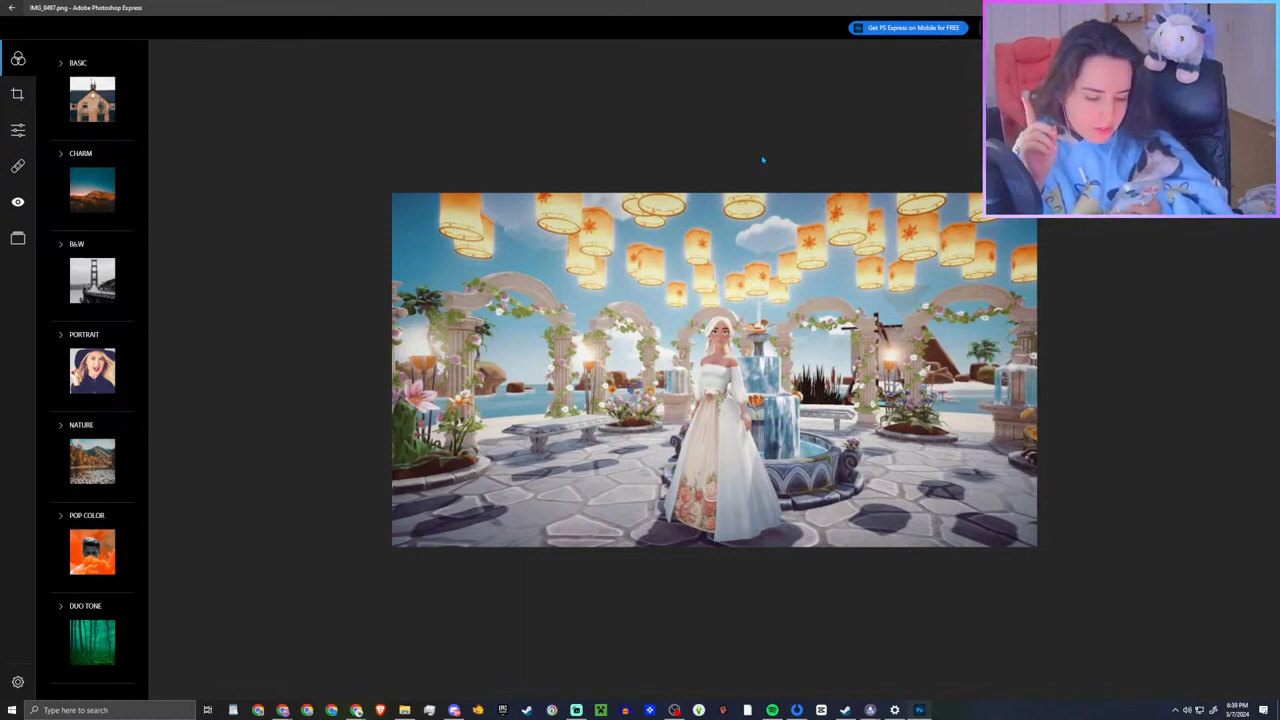 IMG_0497.png - Adobe Photoshop Express
Get PS Express on Mobile for FREE
BASIC
CHARM
B&W
PORTRAIT
NATURE
POP COLOR
DUO TONE
Type here to search
6:39 PM
3/7/2024